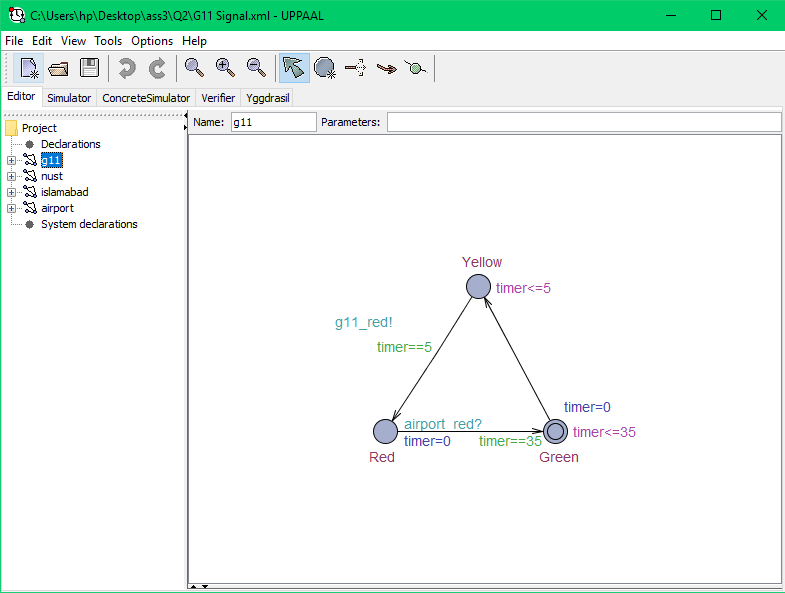 C:\Users\hp\Desktop\ass3\Q2\G11 Signal.xml - UPPAAL
File Edit View Tools Options Help
Editor Simulator ConcreteSimulator Verifier Yggdrasil
Name: g11 Parameters:
Project
Declarations
g11
nust
islamabad
airport
System declarations
Yellow
timer<=5
g11_red!
timer==5
timer=0
airport_red?
timer<=35
timer=0 timer==35
Red Green